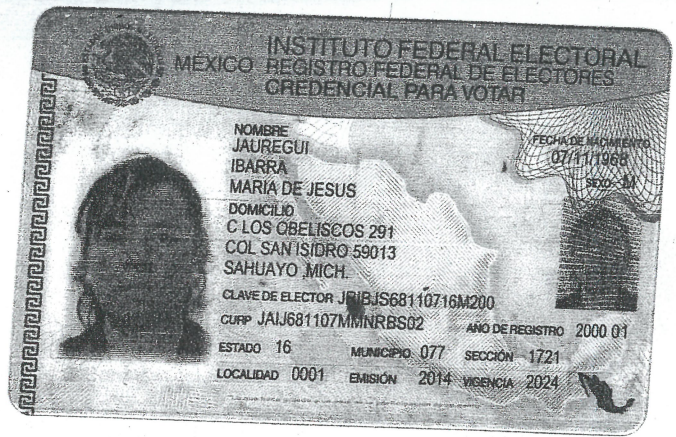 INSTITUTO FEDERAL ELECTORAL
MÉXICO REGISTRO FEDERAL DE ELECTORES
CREDENCIAL PARA VOTAR
NOMBRE
JAUREGUI
IBARRA
MARIA DE JESUS
FECHA DE NACIMIENTO
07/11/1968
SEXO M
DOMICILIO
C LOS OBELISCOS 291
COL SAN ISIDRO 59013
SAHUAYO ,MICH.
CLAVE DE ELECTOR JRIBJS68110716M200
CURP JAIJ681107MMNRBS02 AÑO DE REGISTRO 2000 01
ESTADO 16 MUNICIPIO 077 SECCIÓN 1721
LOCALIDAD 0001 EMISIÓN 2014 VIGENCIA 2024